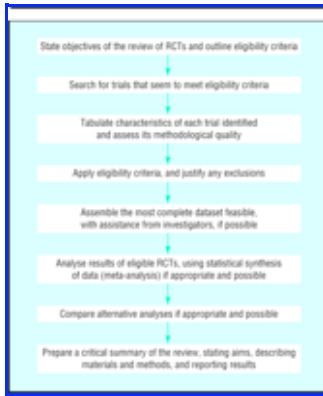 State objectives of the review of RCTs and outline eligibility criteria
Search for trials that seem to meet eligibility criteria
Tabulate characteristics of each trial identified
and assess its methodological quality
Apply eligibility criteria, and justify any exclusions
Assemble the most complete dataset feasible,
with assistance from investigators, if possible
Analyse results of eligible RCTs, using statistical synthesis
of data (meta-analysis) if appropriate and possible
Compare alternative analyses if appropriate and possible
Prepare a critical summary of the review, stating aims, describing
materials and methods, and reporting results